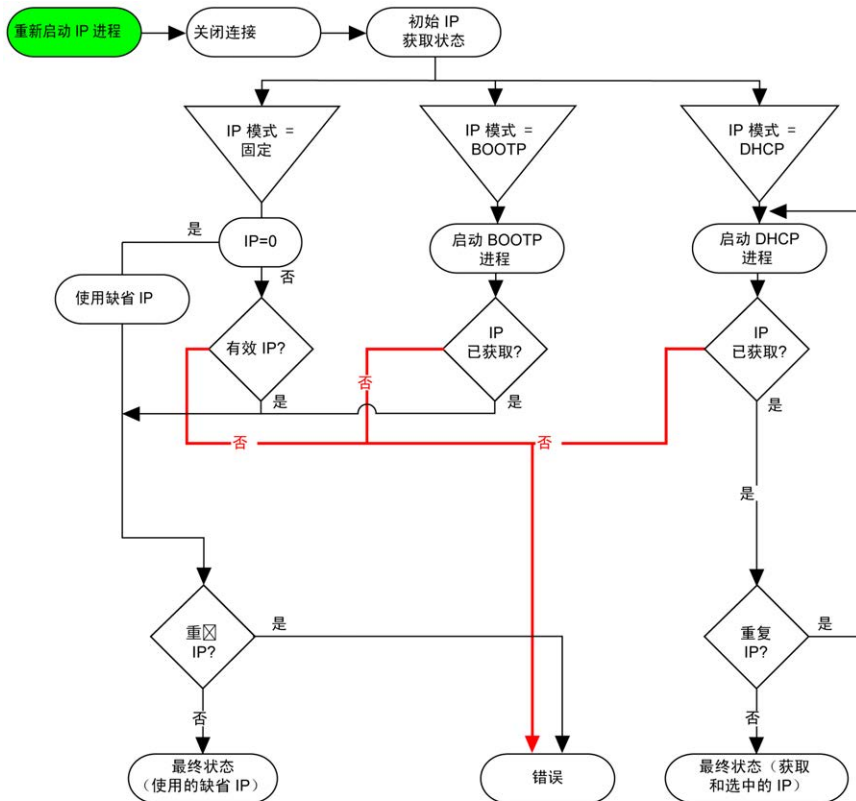 重新启动 IP 进程
关闭连接
初始 IP
获取状态
IP 模式 =
固定
IP 模式 =
BOOTP
IP 模式 =
DHCP
是
IP=0
启动 BOOTP
进程
启动 DHCP
进程
否
使用缺省 IP
有效 IP?
IP
已获取?
IP
已获取?
否
是
是
是
否
否
是
重
IP?
是
重复
IP?
是
否
否
最终状态
（使用的缺省 IP）
错误
最终状态（获取
和选中的 IP）